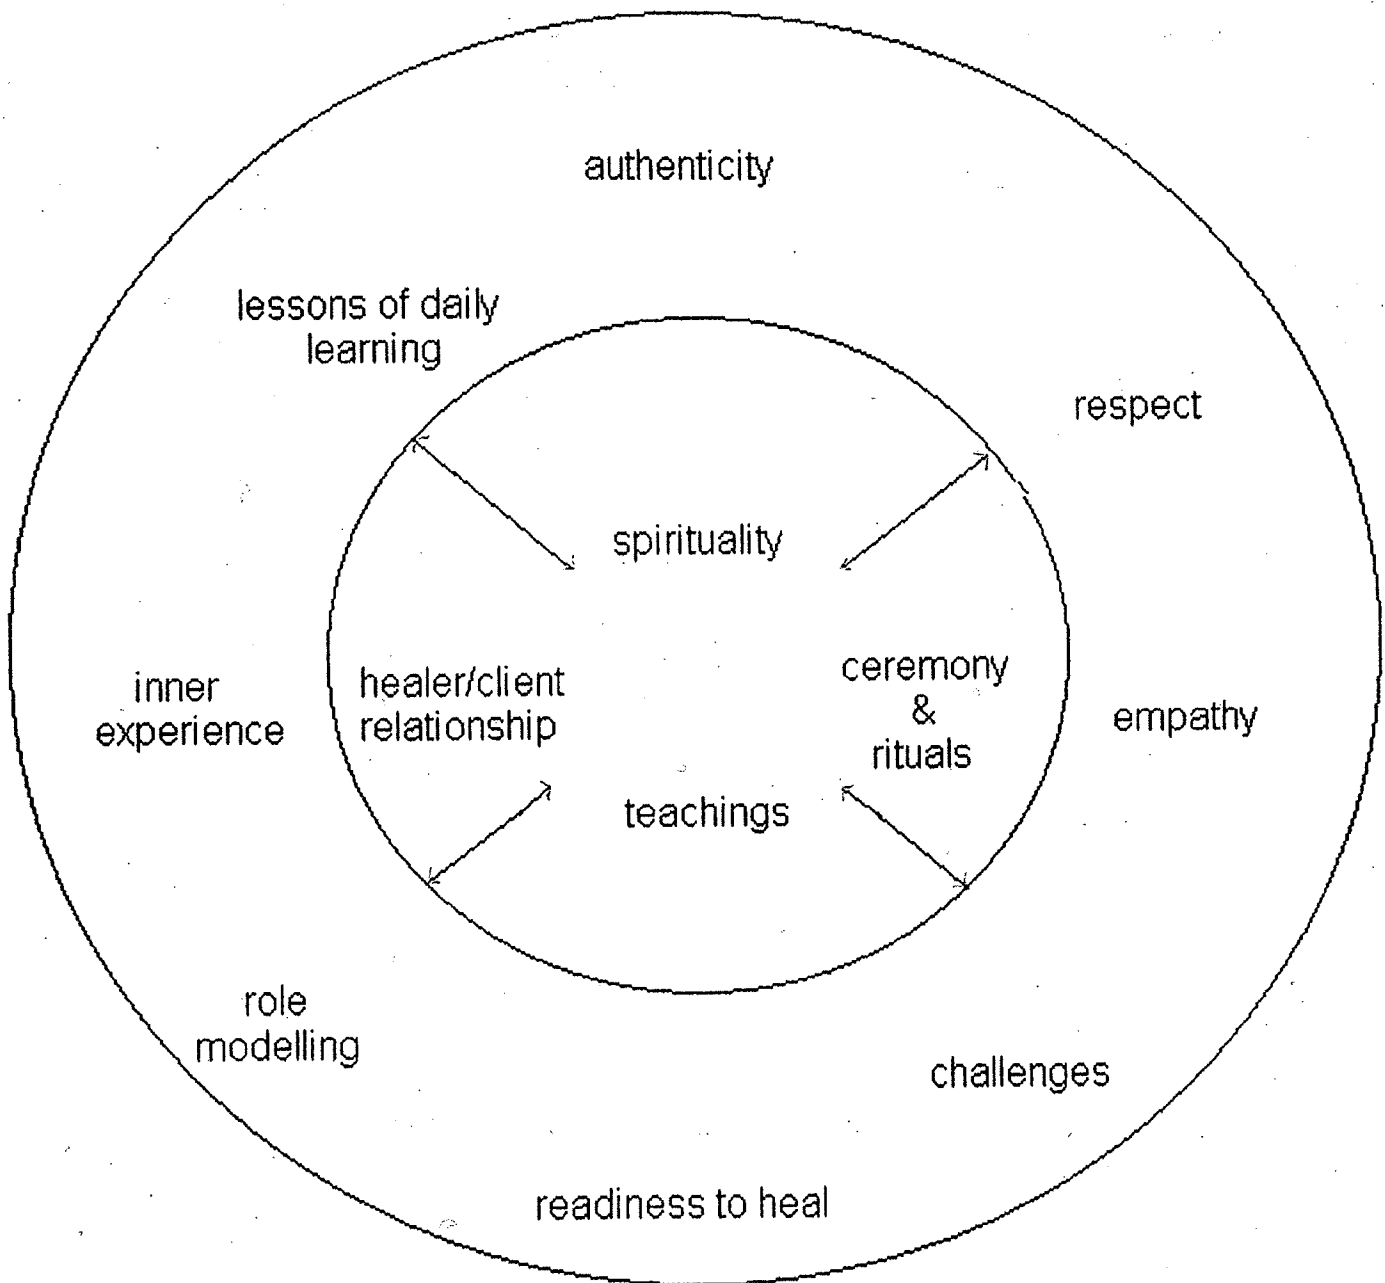 authenticity
lessons of daily
learning
respect
spirituality
inner
experience
healer/client
relationship
ceremony
&
rituals
empathy
teachings
role
modelling
challenges
readiness to heal